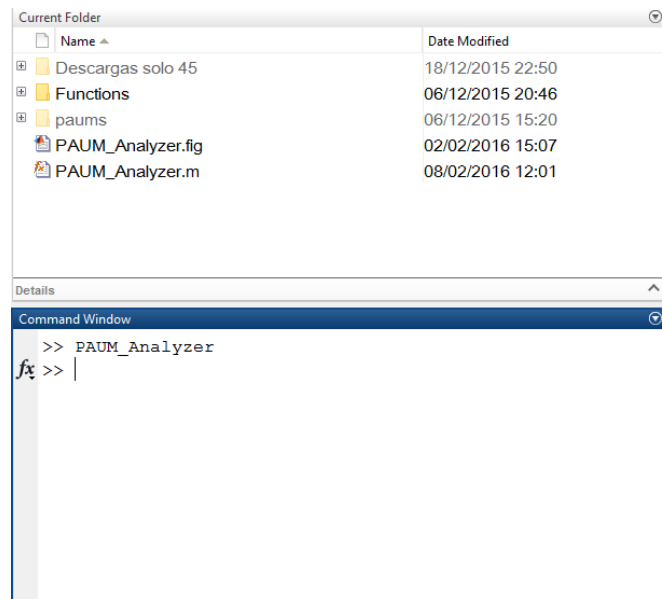 Current Folder
Name Date Modified
Descargas solo 45 18/12/2015 22:50
Functions 06/12/2015 20:46
paums 06/12/2015 15:20
PAUM_Analyzer.fig 02/02/2016 15:07
PAUM_Analyzer.m 08/02/2016 12:01
Details
Command Window
>> PAUM_Analyzer
fx >>